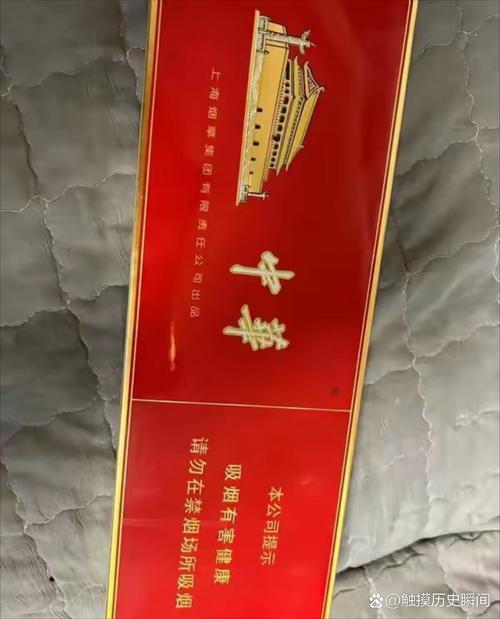 中華
®
上海烟草集团有限责任公司出品
本公司提示
吸烟有害健康
请勿在禁烟场所吸烟
@触摸历史瞬间